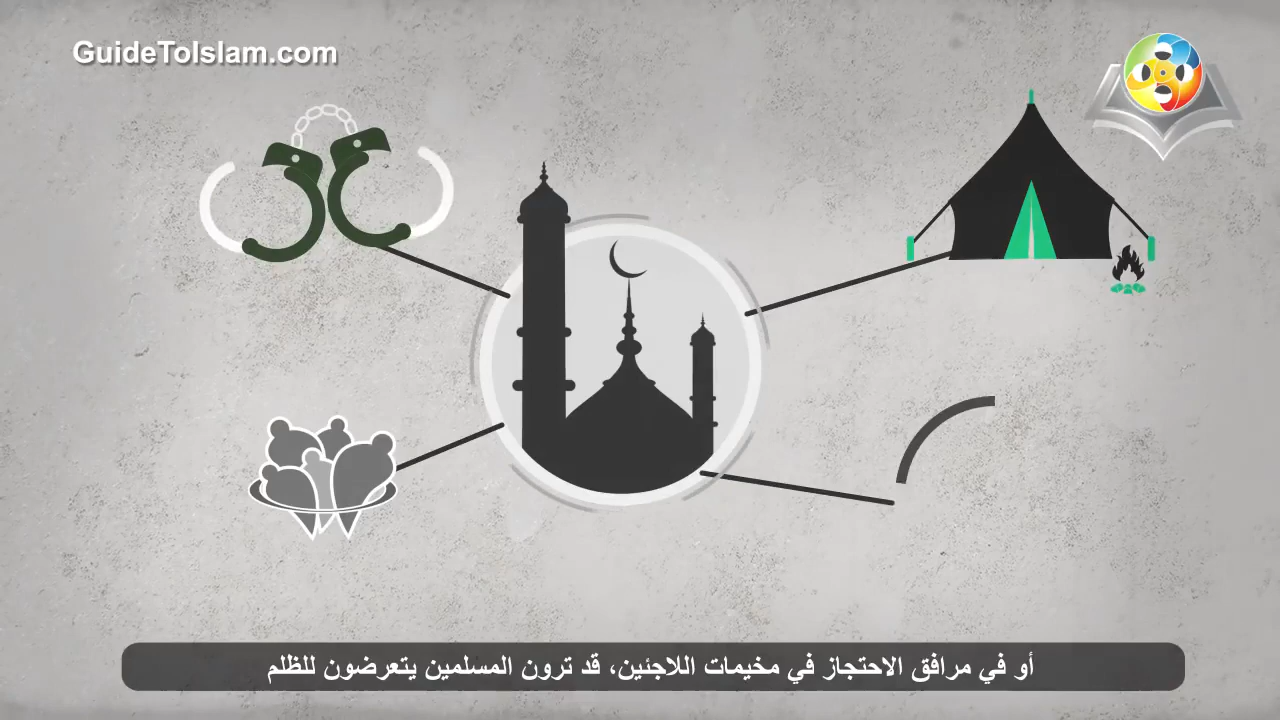 GuideToIslam.com
أو في مرافق الاحتجاز في مخيمات اللاجئين، قد ترون المسلمين يتعرضون للظلم